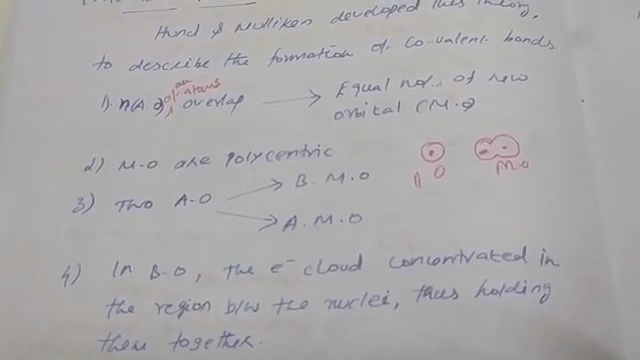 Hund & Mulliken developed this theory,
to describe the formation of Co-valent bonds.
1) n(A.O) of an atoms overlap → Equal no. of new
orbital (M.O)
2) M.O are polycentric
A O M.O
3) Two A.O → B.M.O
→ A.M.O
4) In B.O, the e⁻ cloud concentrated in
the region b/w the nuclei, thus holding
them together.